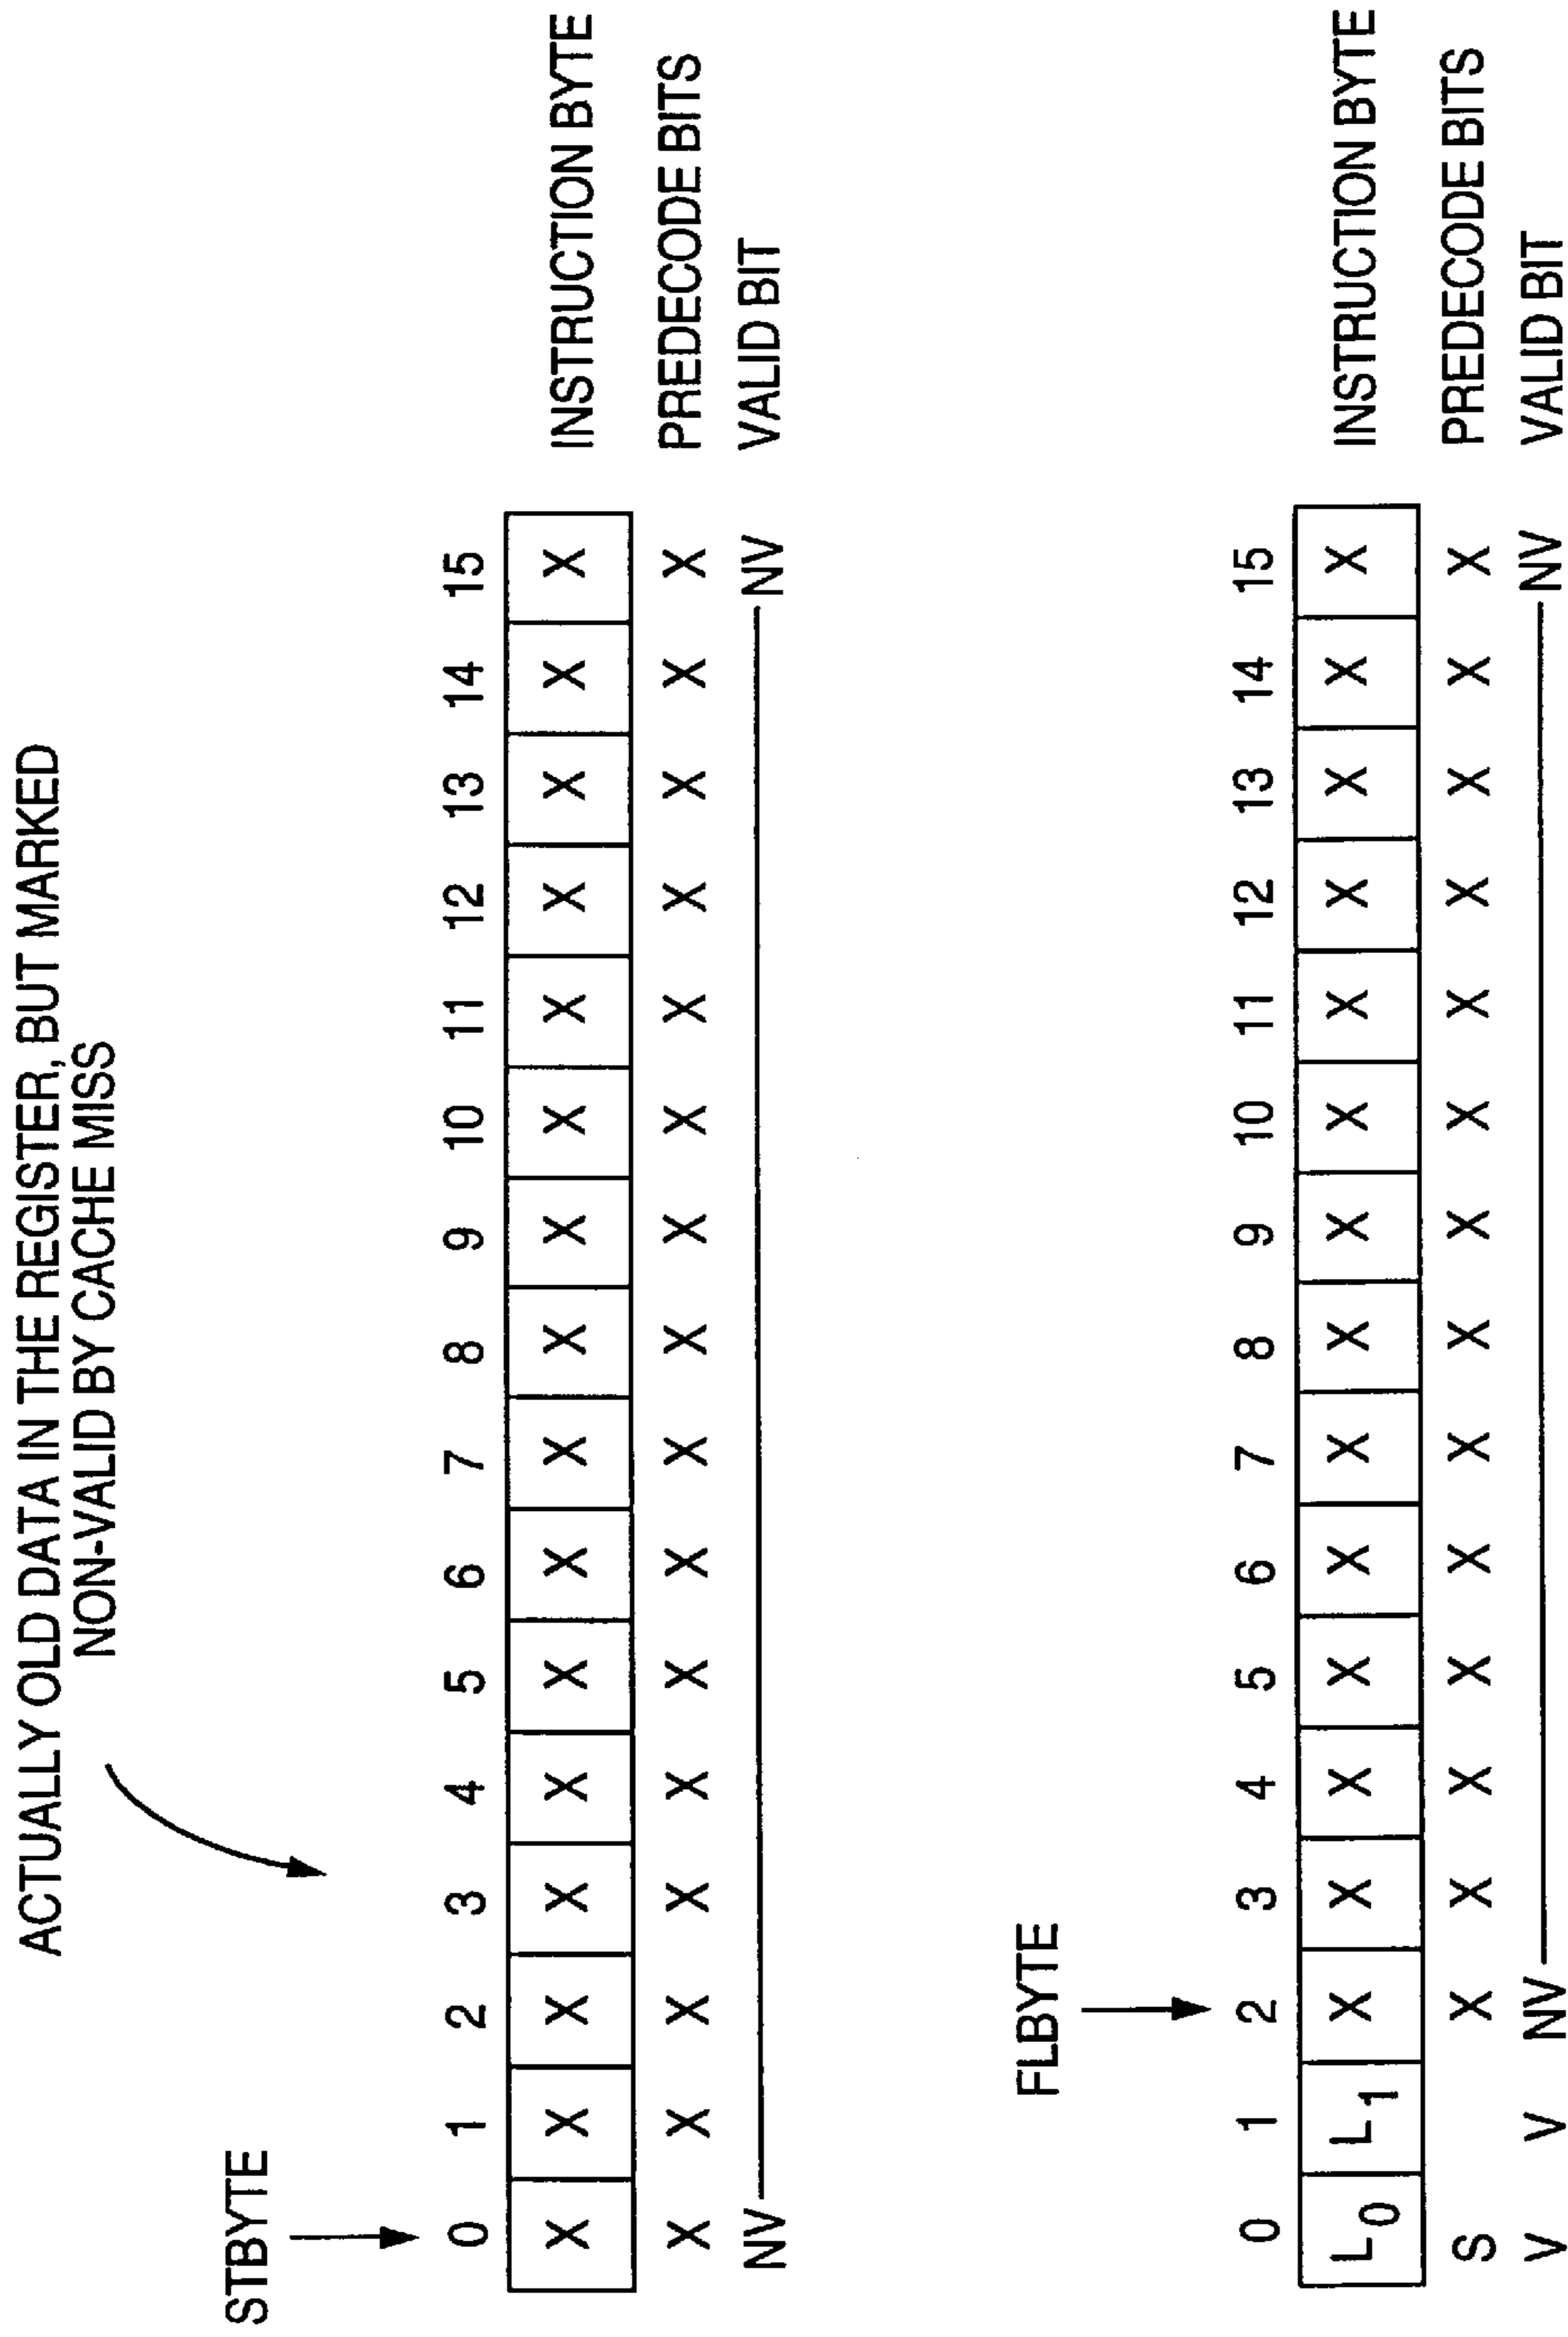 ACTUALLY OLD DATA IN THE REGISTER, BUT MARKED
NON-VALID BY CACHE MISS
STBYTE
0 1 2 3 4 5 6 7 8 9 10 11 12 13 14 15
X X X X X X X X X X X X X X X X INSTRUCTION BYTE
X X X X X X X X X X X X X X X X PREDECODE BITS
NV NV VALID BIT
FLBYTE
0 1 2 3 4 5 6 7 8 9 10 11 12 13 14 15
L0 L1 X X X X X X X X X X X X X X INSTRUCTION BYTE
S X X X X X X X X X X X X X X PREDECODE BITS
V V NV NV VALID BIT